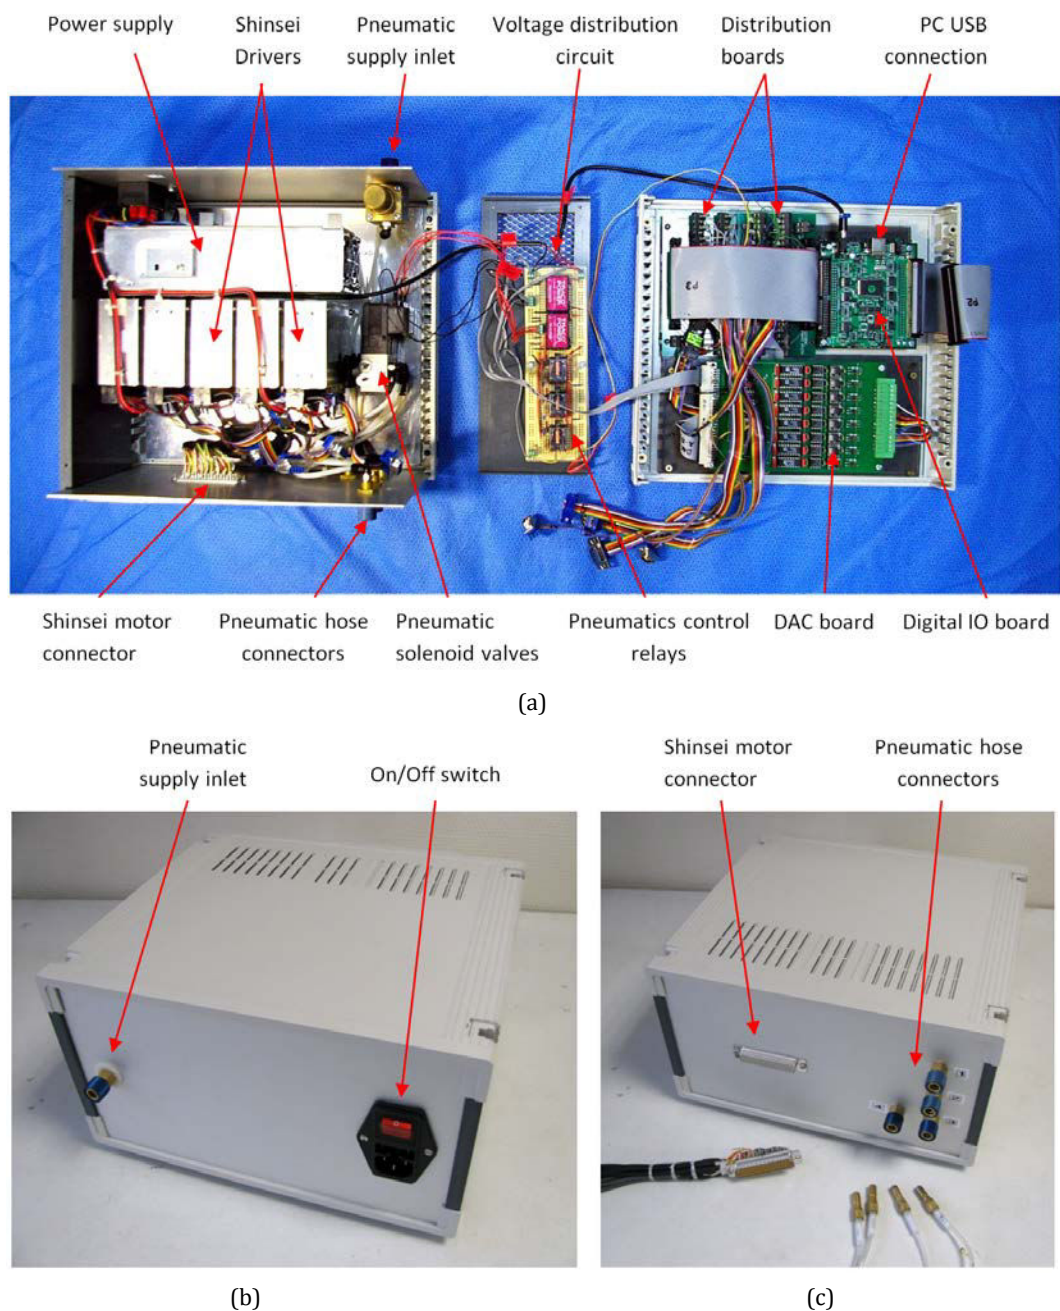 Power supply
Shinsei
Drivers
Pneumatic
supply inlet
Voltage distribution
circuit
Distribution
boards
PC USB
connection
P3
P2
Shinsei motor
connector
Pneumatic hose
connectors
Pneumatic
solenoid valves
Pneumatics control
relays
DAC board
Digital IO board
(a)
Pneumatic
supply inlet
On/Off switch
Shinsei motor
connector
Pneumatic hose
connectors
(b)
(c)